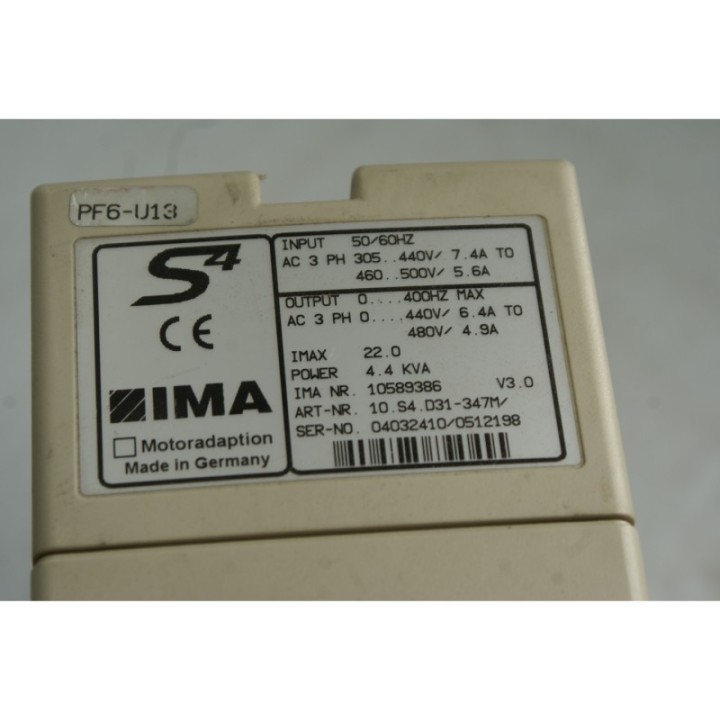 PF6-U13
S4
CE
IMA
Motoradaption
Made in Germany
INPUT 50/60HZ
AC 3 PH 305..440V/ 7.4A TO
460..500V/ 5.6A
OUTPUT 0....400HZ MAX
AC 3 PH 0....440V/ 6.4A TO
480V/ 4.9A
IMAX 22.0
POWER 4.4 KVA
IMA NR. 10589386 V3.0
ART-NR. 10.S4.D31-347M/
SER-NO. 04032410/0512198